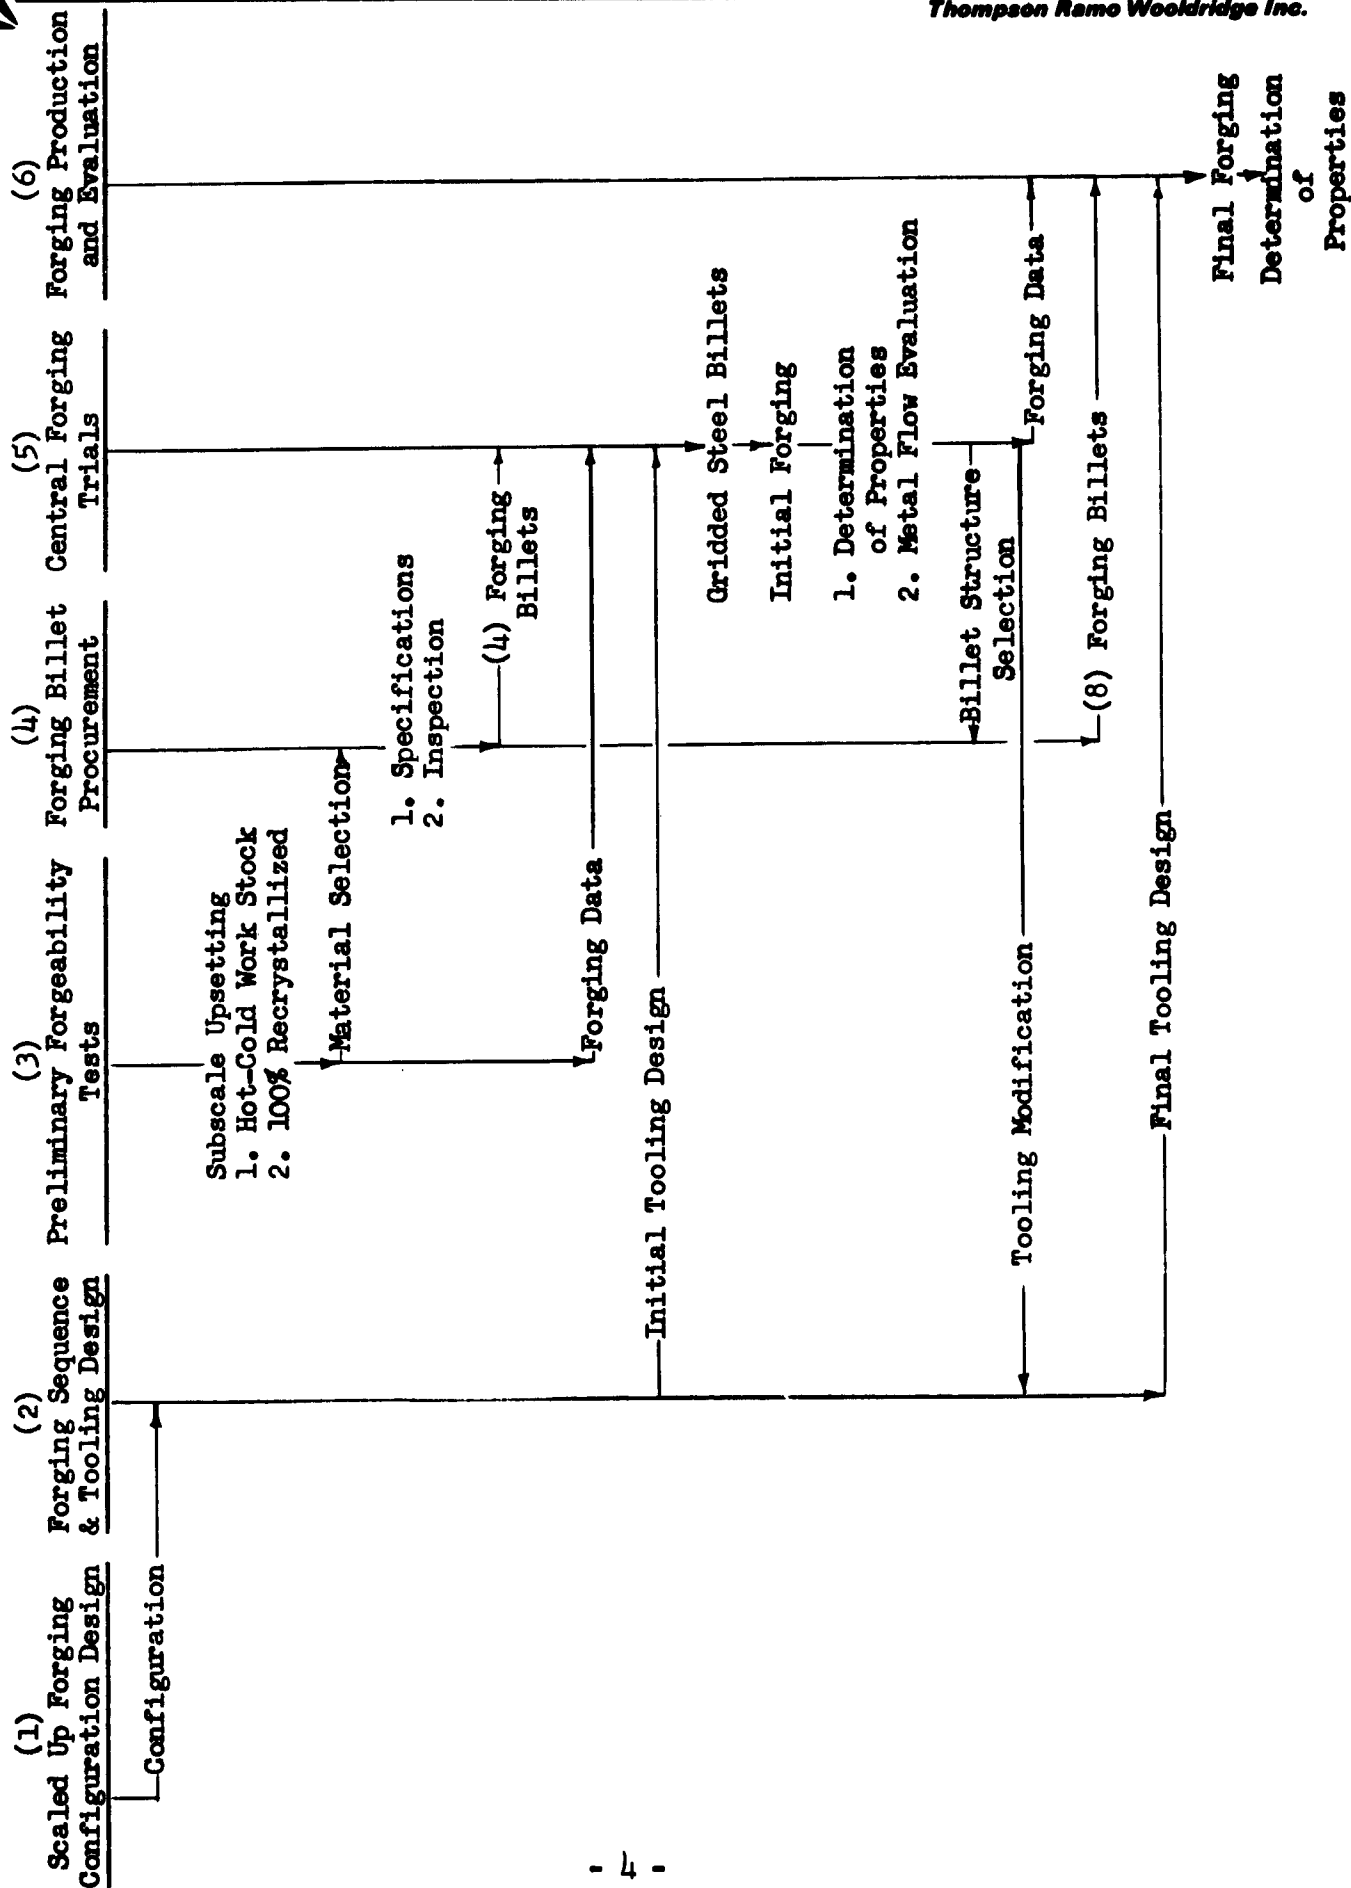 Thompson Ramo Wooldridge Inc.
(1)
Scaled Up Forging
Configuration Design
(2)
Forging Sequence
& Tooling Design
(3)
Preliminary Forgeability
Tests
(4)
Forging Billet
Procurement
(5)
Central Forging
Trials
(6)
Forging Production
and Evaluation
Configuration
Subscale Upsetting
1. Hot-Cold Work Stock
2. 100% Recrystallized
Material Selection
1. Specifications
2. Inspection
(4) Forging
Billets
Forging Data
Initial Tooling Design
Gridded Steel Billets
Initial Forging
1. Determination
of Properties
2. Metal Flow Evaluation
Billet Structure
Selection
Tooling Modification
Forging Data
(8) Forging Billets
Final Tooling Design
Final Forging
Determination
of
Properties
- 4 -